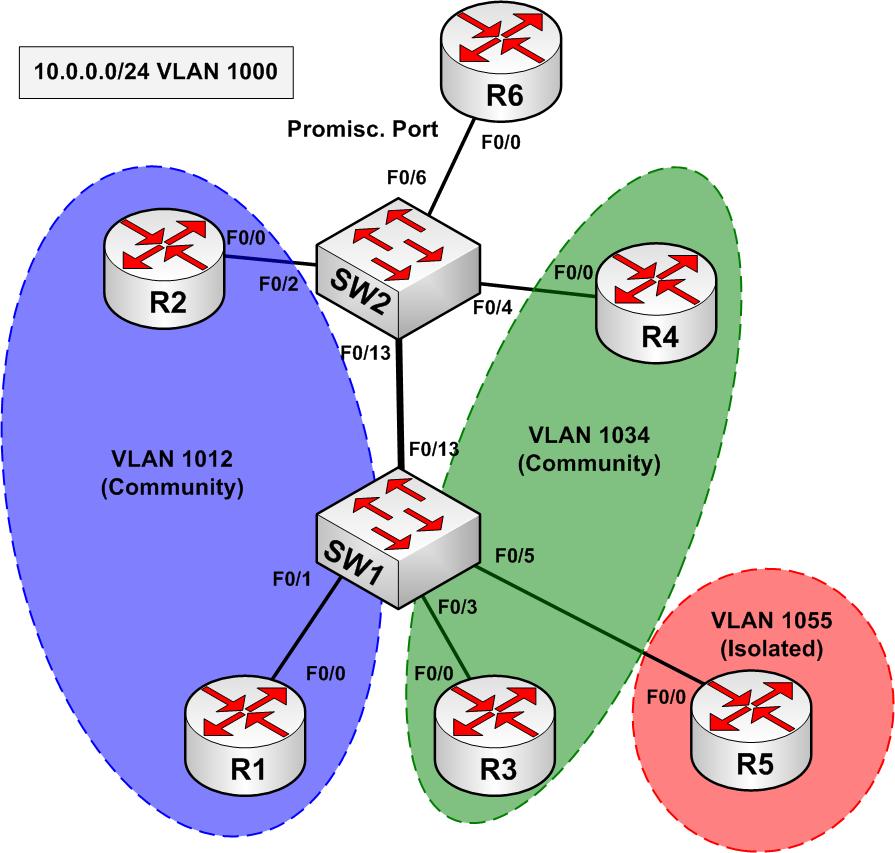 R6
10.0.0.0/24 VLAN 1000
Promisc. Port
F0/0
F0/6
F0/0
F0/2
R2
SW2
F0/0
F0/4
R4
F0/13
F0/13
VLAN 1012
(Community)
VLAN 1034
(Community)
SW1
F0/5
F0/1
F0/3
VLAN 1055
(Isolated)
F0/0
F0/0
F0/0
R1
R3
R5